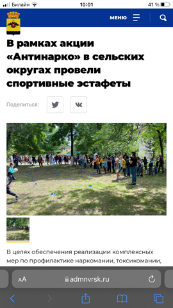 Билайн
10:01
41 %
МЕНЮ
В рамках акции
«Антинарко» в сельских
округах провели
спортивные эстафеты
Поделиться:
В целях обеспечения реализации комплексных
мер по профилактике наркомании, токсикомании,
AA
admnvrsk.ru